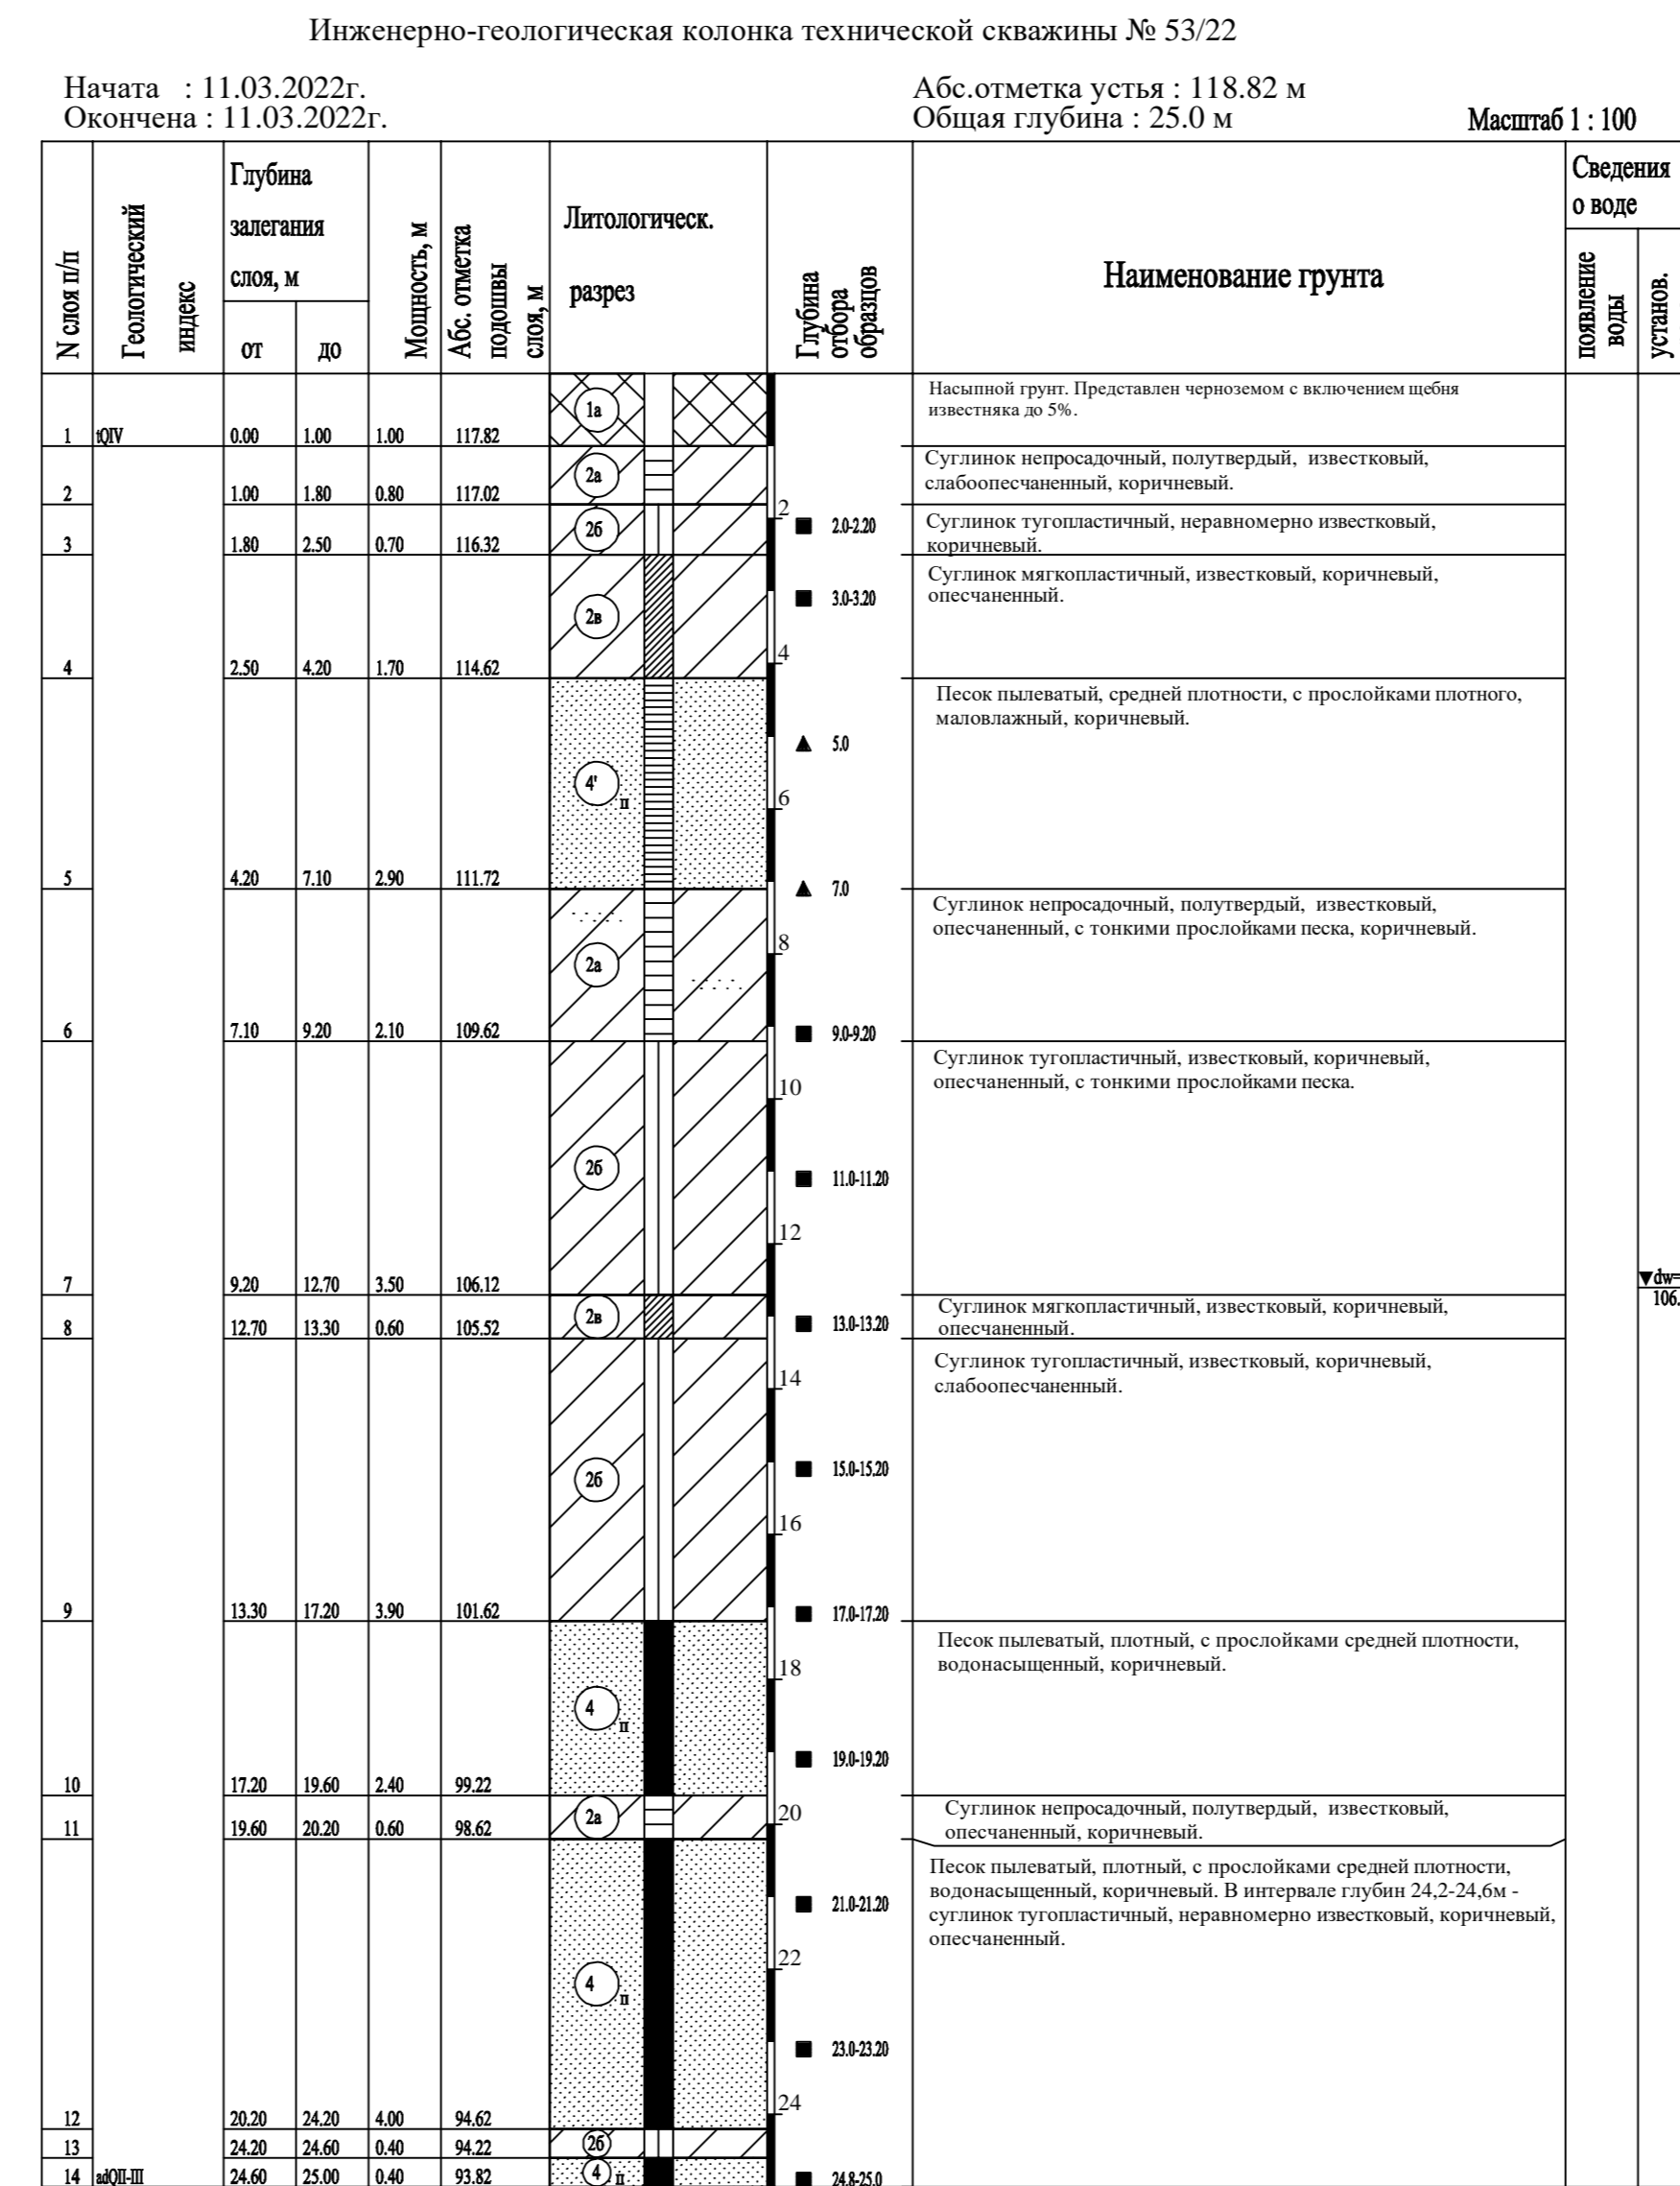 Инженерно-геологическая колонка технической скважины № 53/22
Начата : 11.03.2022г.
Окончена : 11.03.2022г.
Абс.отметка устья : 118.82 м
Общая глубина : 25.0 м
Масштаб 1 : 100
N слоя п/п
Геологический
индекс
Глубина
залегания
слоя, м
от
до
Мощность, м
Абс. отметка
подошвы
слоя, м
Литологическ.
разрез
Глубина
отбора
образцов
Наименование грунта
Сведения
о воде
появление
воды
установ.
1 tQIV 0.00 1.00 1.00 117.82 1а
Насыпной грунт. Представлен черноземом с включением щебня
известняка до 5%.
2 1.00 1.80 0.80 117.02 2а
Суглинок непросадочный, полутвердый, известковый,
слабоопесчаненный, коричневый.
2
3 1.80 2.50 0.70 116.32 2б 2.0-2.20
Суглинок тугопластичный, неравномерно известковый,
коричневый.
4 2.50 4.20 1.70 114.62 2в 3.0-3.20
Суглинок мягкопластичный, известковый, коричневый,
опесчаненный.
4
5 4.20 7.10 2.90 111.72 4' п 5.0
6
7.0
Песок пылеватый, средней плотности, с прослойками плотного,
маловлажный, коричневый.
6 7.10 9.20 2.10 109.62 2а
8
9.0-9.20
Суглинок непросадочный, полутвердый, известковый,
опесчаненный, с тонкими прослойками песка, коричневый.
7 9.20 12.70 3.50 106.12 2б
10
11.0-11.20
12
Суглинок тугопластичный, известковый, коричневый,
опесчаненный, с тонкими прослойками песка.
▼dw=
106.
8 12.70 13.30 0.60 105.52 2в 13.0-13.20
Суглинок мягкопластичный, известковый, коричневый,
опесчаненный.
9 13.30 17.20 3.90 101.62 2б
14
15.0-15.20
16
17.0-17.20
Суглинок тугопластичный, известковый, коричневый,
слабоопесчаненный.
10 17.20 19.60 2.40 99.22 4 п
18
19.0-19.20
Песок пылеватый, плотный, с прослойками средней плотности,
водонасыщенный, коричневый.
11 19.60 20.20 0.60 98.62 2а
20
Суглинок непросадочный, полутвердый, известковый,
опесчаненный, коричневый.
12 20.20 24.20 4.00 94.62 4 п
21.0-21.20
22
23.0-23.20
24
Песок пылеватый, плотный, с прослойками средней плотности,
водонасыщенный, коричневый. В интервале глубин 24,2-24,6м -
суглинок тугопластичный, неравномерно известковый, коричневый,
опесчаненный.
13 24.20 24.60 0.40 94.22 2б
14 adQII-III 24.60 25.00 0.40 93.82 4 п 24.8-25.0